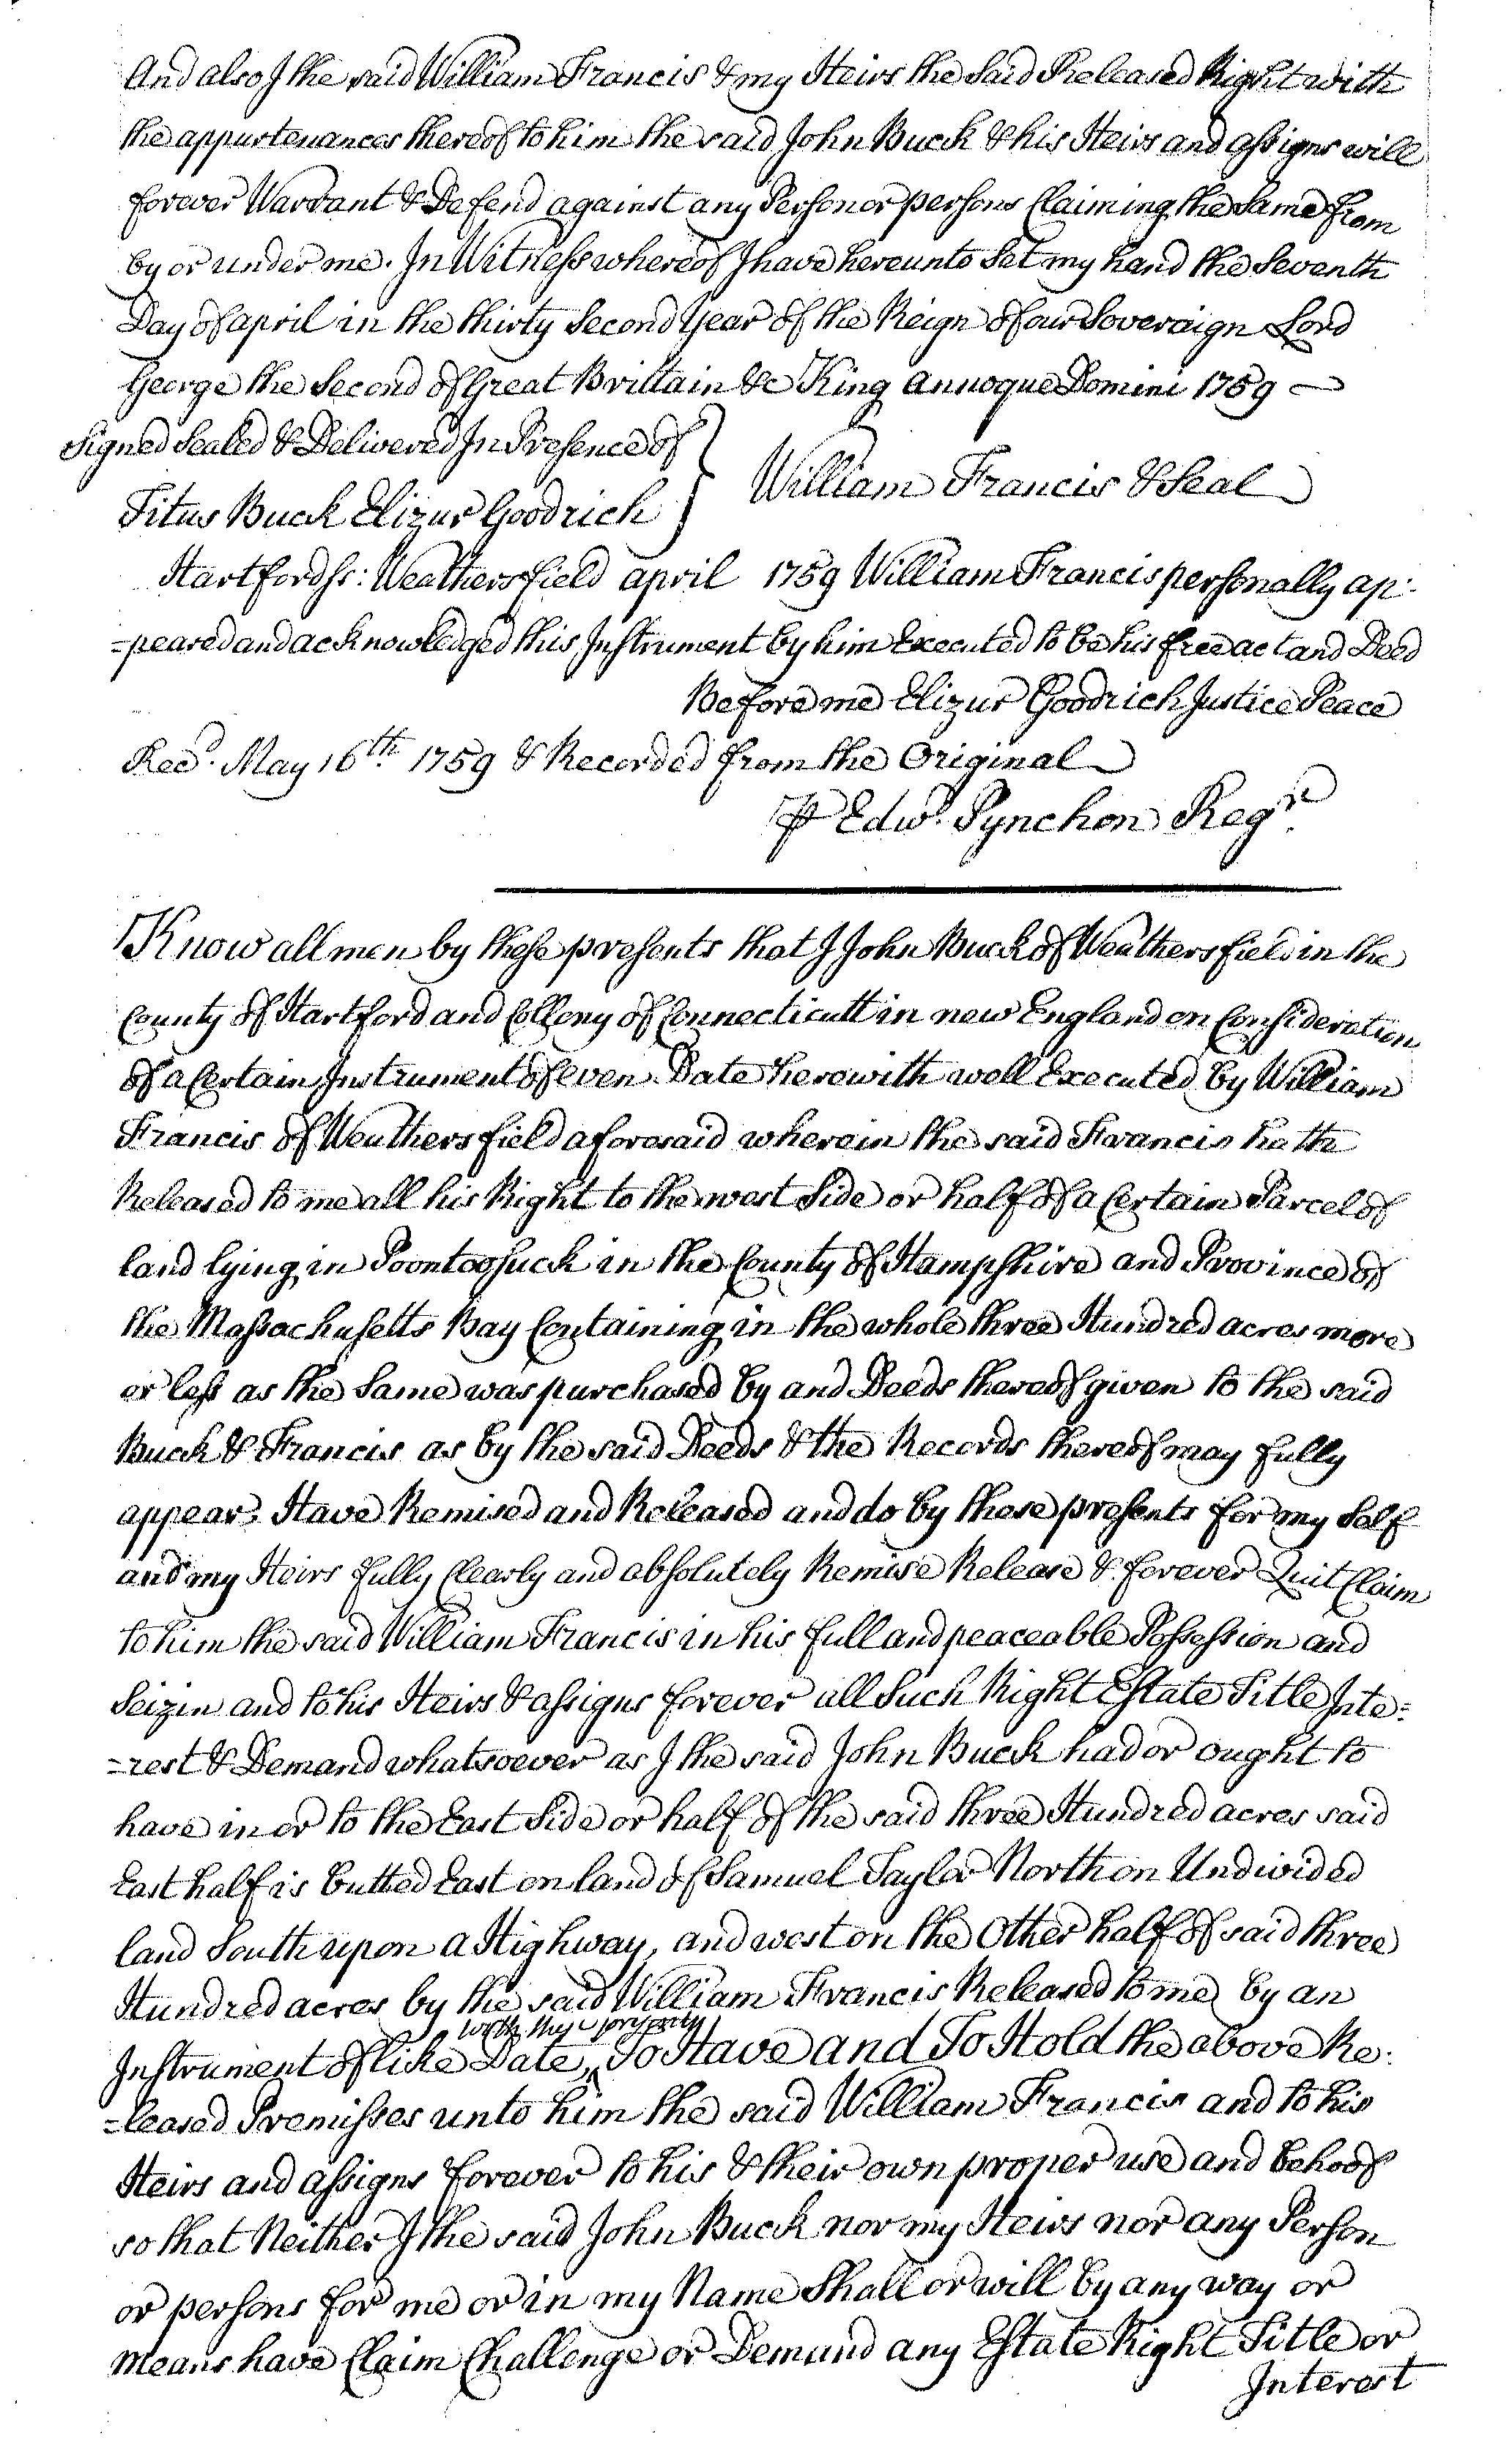 And also I the said William Francis & my Heirs the Said Released Right with
the appurtenances thereof to him the said John Buck & his Heirs and assigns will
forever Warrant & Defend against any Person or persons Claiming the Same from
by or under me. In Witness whereof I have hereunto Set my hand the Seventh
Day of april in the thirty Second Year of the Reign of our Sovereign Lord
George the Second of Great Brittain &c King Annoque Domini 1759
Signed Sealed & Delivered In Presence of
Titus Buck Elizur Goodrich } William Francis & Seal
Hartford ss: Weathersfield april 1759 William Francis personally ap:
=peared and acknowledged this Instrument by him Executed to be his free act and Deed
Before me Elizur Goodrich Justice Peace
Recd. May 16th 1759 & Recorded from the Original
⅌ Edwd. Pynchon Regr.
Know all men by these presents that I John Buck of Weathersfield in the
County of Hartford and Collony of Connecticutt in new England on Consideration
of a Certain Instrument of even Date herewith well Executed by William
Francis of Weathersfield aforesaid wherein the said Francis hath
Released to me all his Right to the west Side or half of a Certain Parcel of
land lying in Poontoosuck in the County of Hampshire and Province of
the Massachusetts Bay Containing in the whole three Hundred acres more
or less as the Same was purchased by and Deeds thereof given to the said
Buck & Francis as by the said Deeds & the Records thereof may fully
appear. Have Remised and Released and do by these presents for my Self
and my Heirs fully Clearly and absolutely Remise Release & forever Quit Claim
to him the said William Francis in his full and peaceable Possession and
Seizin and to his Heirs & assigns forever all Such Right Estate Title Inte=
=rest & Demand whatsoever as I the said John Buck had or ought to
have in or to the East Side or half of the said three Hundred acres said
East half is butted East on land of Samuel Taylor North on Undivided
land South upon a Highway, and west on the Other half of said three
Hundred acres by the said William Francis Released to me by an
with the
Instrument of like Date, To Have and To Hold the above Re:
=leased Premisses unto him the said William Francis and to his
Heirs and assigns forever to his & their own proper use and behoof
so that Neither I the said John Buck nor my Heirs nor any Person
or persons for me or in my Name Shall or will by any way or
means have Claim Challenge or Demand any Estate Right Title or
Interest